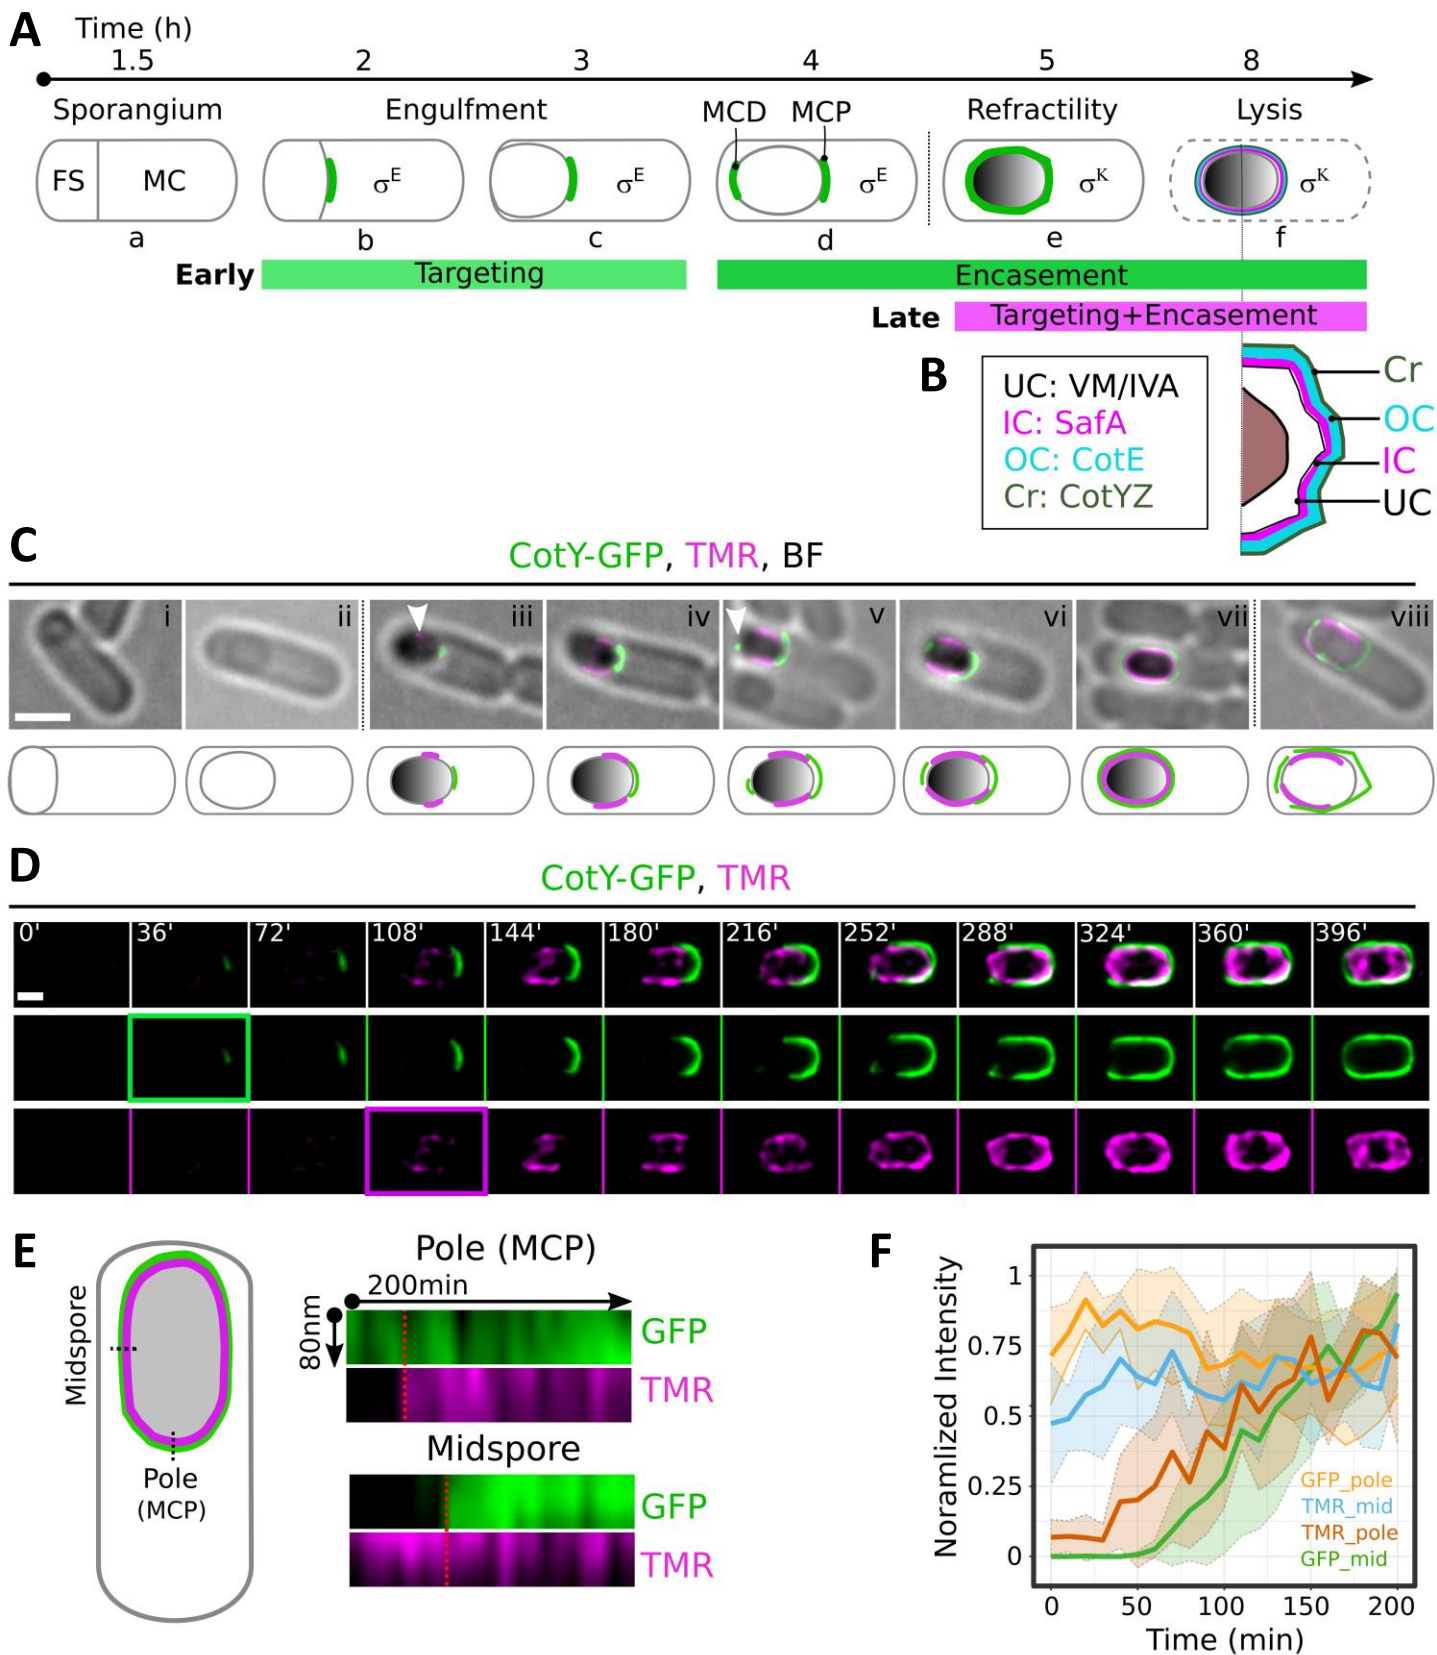 A
Time (h)
1.5 2 3 4 5 8
Sporangium Engulfment MCD MCP Refractility Lysis
FS MC σE σE σE σK σK
a b c d e f
Early Targeting Encasement
Late Targeting+Encasement
B
UC: VM/IVA
IC: SafA
OC: CotE
Cr: CotYZ
Cr
OC
IC
UC
C
CotY-GFP, TMR, BF
i ii iii iv v vi vii viii
D
CotY-GFP, TMR
0' 36' 72' 108' 144' 180' 216' 252' 288' 324' 360' 396'
E
Midspore
Pole
(MCP)
Pole (MCP)
200min
80nm
GFP
TMR
Midspore
GFP
TMR
F
Noramlized Intensity
1
0.75
0.5
0.25
0
GFP_pole
TMR_mid
TMR_pole
GFP_mid
0 50 100 150 200
Time (min)